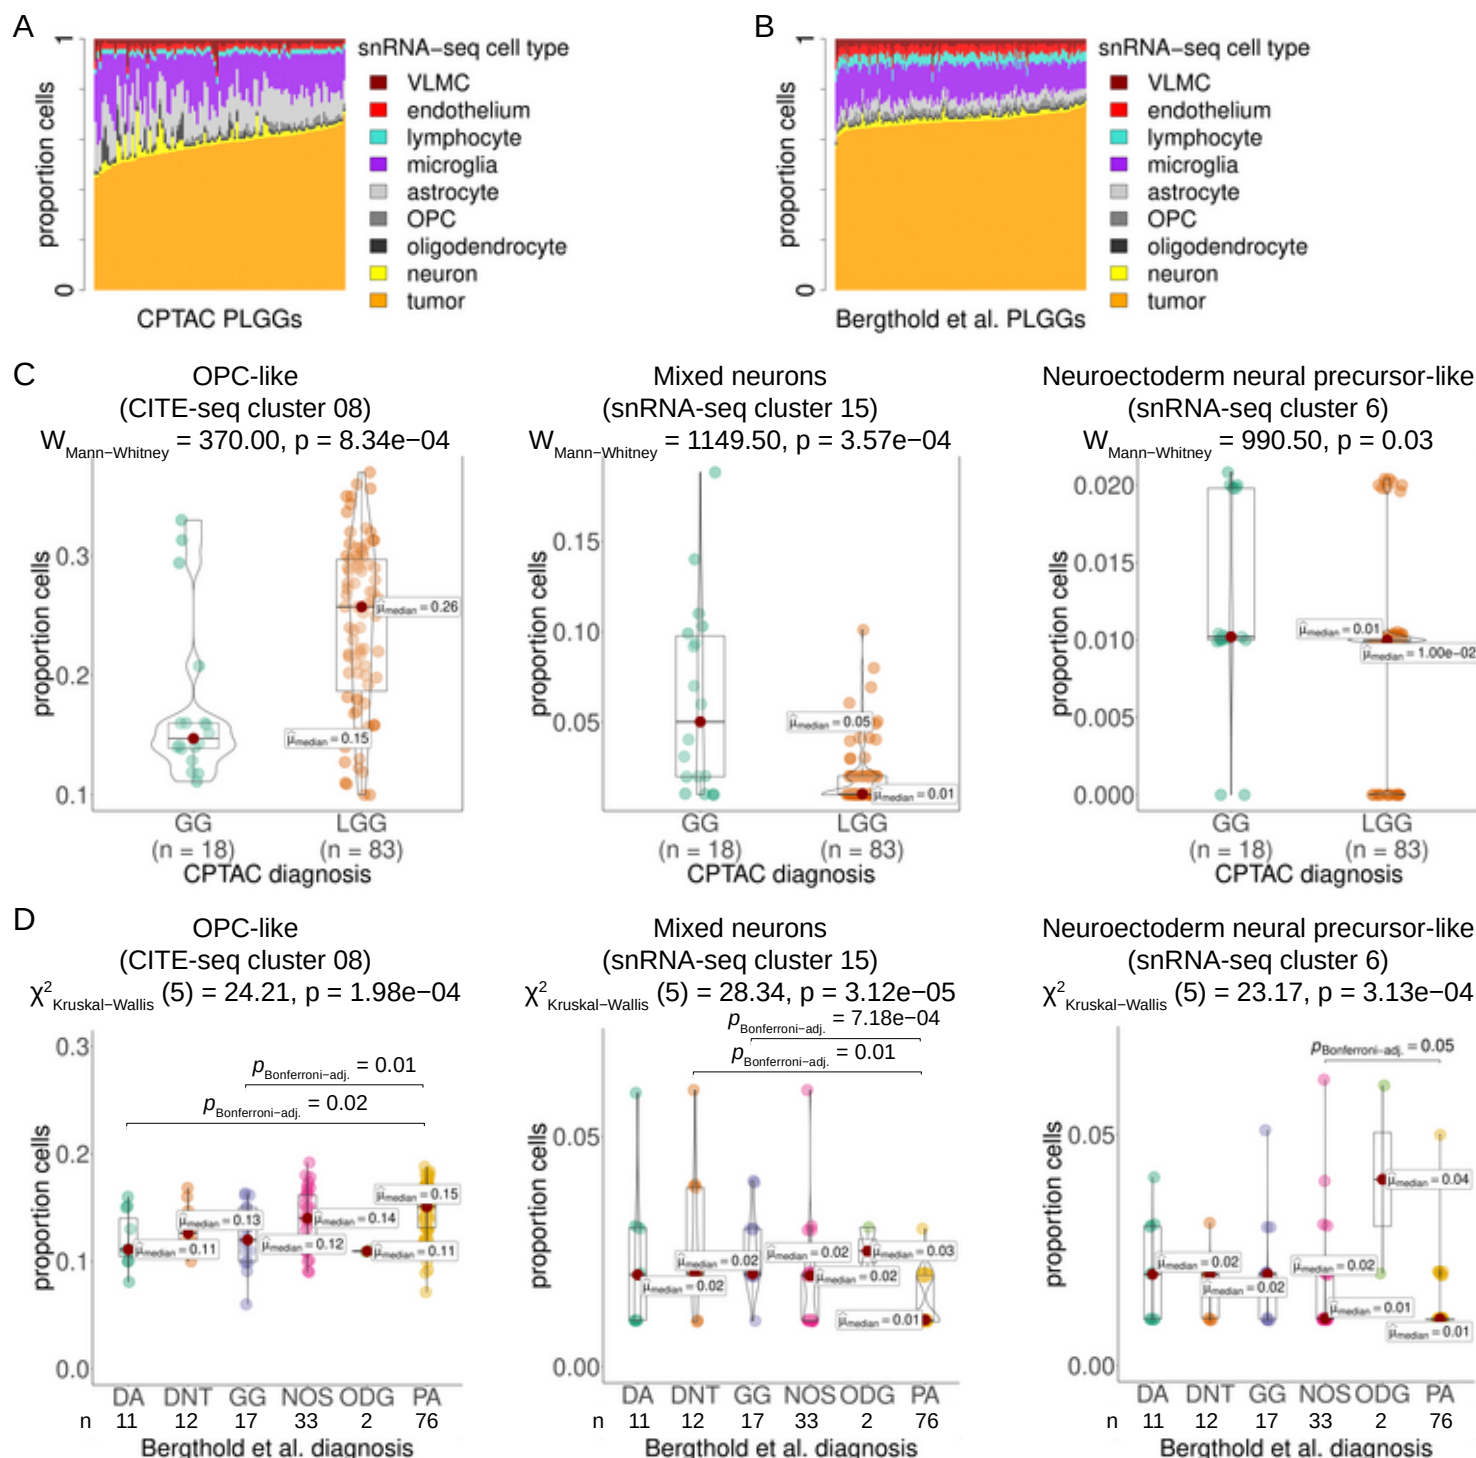 A
snRNA−seq cell type
1
proportion cells
0
VLMC
endothelium
lymphocyte
microglia
astrocyte
OPC
oligodendrocyte
neuron
tumor
CPTAC PLGGs
B
snRNA−seq cell type
1
proportion cells
0
VLMC
endothelium
lymphocyte
microglia
astrocyte
OPC
oligodendrocyte
neuron
tumor
Bergthold et al. PLGGs
C
OPC-like
(CITE-seq cluster 08)
W Mann−Whitney = 370.00, p = 8.34e−04
proportion cells
0.3
0.2
0.1
μ̂median = 0.26
μ̂median = 0.15
GG
(n = 18)
LGG
(n = 83)
CPTAC diagnosis
Mixed neurons
(snRNA-seq cluster 15)
W Mann−Whitney = 1149.50, p = 3.57e−04
proportion cells
0.15
0.10
0.05
μ̂median = 0.05
μ̂median = 0.01
GG
(n = 18)
LGG
(n = 83)
CPTAC diagnosis
Neuroectoderm neural precursor-like
(snRNA-seq cluster 6)
W Mann−Whitney = 990.50, p = 0.03
proportion cells
0.020
0.015
0.010
0.005
0.000
μ̂median = 0.01
μ̂median = 1.00e−02
GG
(n = 18)
LGG
(n = 83)
CPTAC diagnosis
D
OPC-like
(CITE-seq cluster 08)
χ² Kruskal−Wallis (5) = 24.21, p = 1.98e−04
proportion cells
0.3
0.2
0.1
0.0
pBonferroni−adj. = 0.01
pBonferroni−adj. = 0.02
μ̂median = 0.15
μ̂median = 0.13
μ̂median = 0.14
μ̂median = 0.12
μ̂median = 0.11
μ̂median = 0.11
DA DNT GG NOS ODG PA
n 11 12 17 33 2 76
Bergthold et al. diagnosis
Mixed neurons
(snRNA-seq cluster 15)
χ² Kruskal−Wallis (5) = 28.34, p = 3.12e−05
pBonferroni−adj. = 7.18e−04
pBonferroni−adj. = 0.01
proportion cells
0.05
0.00
μ̂median = 0.02
μ̂median = 0.02
μ̂median = 0.03
μ̂median = 0.02
μ̂median = 0.02
μ̂median = 0.01
DA DNT GG NOS ODG PA
n 11 12 17 33 2 76
Bergthold et al. diagnosis
Neuroectoderm neural precursor-like
(snRNA-seq cluster 6)
χ² Kruskal−Wallis (5) = 23.17, p = 3.13e−04
pBonferroni−adj. = 0.05
proportion cells
0.05
0.00
μ̂median = 0.04
μ̂median = 0.02
μ̂median = 0.02
μ̂median = 0.02
μ̂median = 0.01
μ̂median = 0.01
DA DNT GG NOS ODG PA
n 11 12 17 33 2 76
Bergthold et al. diagnosis